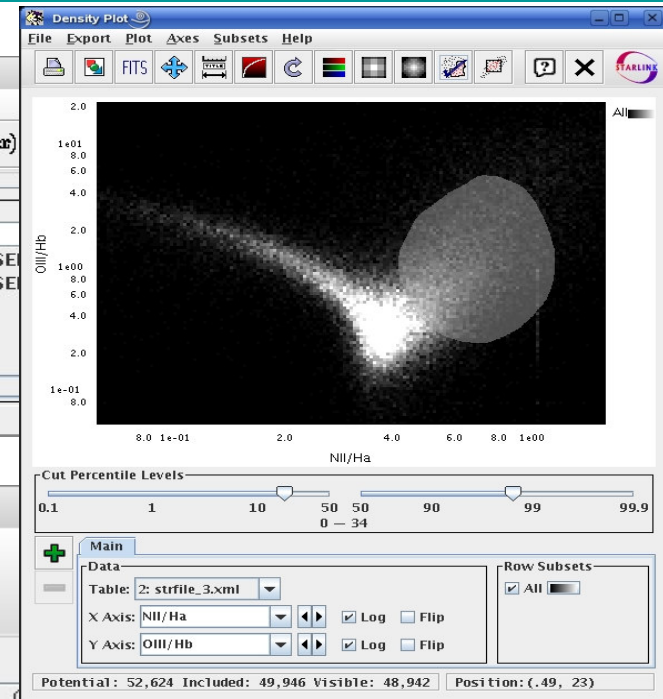 Density Plot
File Export Plot Axes Subsets Help
FITS
TITLE
STARLINK
2.0
1e01
8.0
6.0
4.0
2.0
1e00
8.0
6.0
4.0
2.0
1e-01
8.0
OIII/Hb
All
8.0 1e-01 2.0 4.0 6.0 8.0 1e00
NII/Ha
Cut Percentile Levels
0.1 1 10 50 50 90 99 99.9
0 – 34
Main
Data
Table: 2: strfile_3.xml
X Axis: NII/Ha Log Flip
Y Axis: OIII/Hb Log Flip
Row Subsets
All
Potential: 52,624 Included: 49,946 Visible: 48,942 Position:(.49, 23)